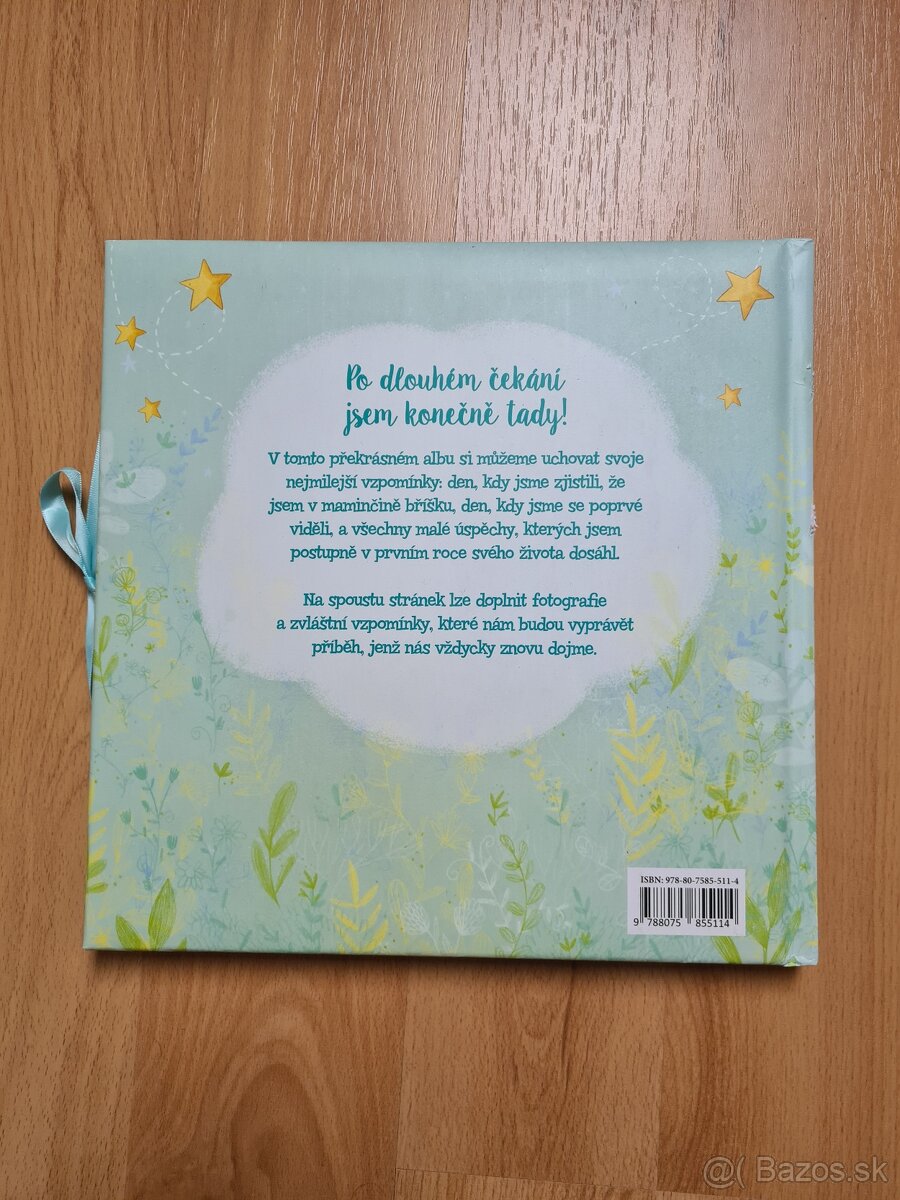 Po dlouhém čekání
jsem konečně tady!
V tomto překrásném albu si můžeme uchovat svoje
nejmilejší vzpomínky: den, kdy jsme zjistili, že
jsem v maminčině bříšku, den, kdy jsme se poprvé
viděli, a všechny malé úspěchy, kterých jsem
postupně v prvním roce svého života dosáhl.
Na spoustu stránek lze doplnit fotografie
a zvláštní vzpomínky, které nám budou vyprávět
příběh, jenž nás vždycky znovu dojme.
ISBN: 978-80-7585-511-4
9 788075 855114
@( Bazos.sk